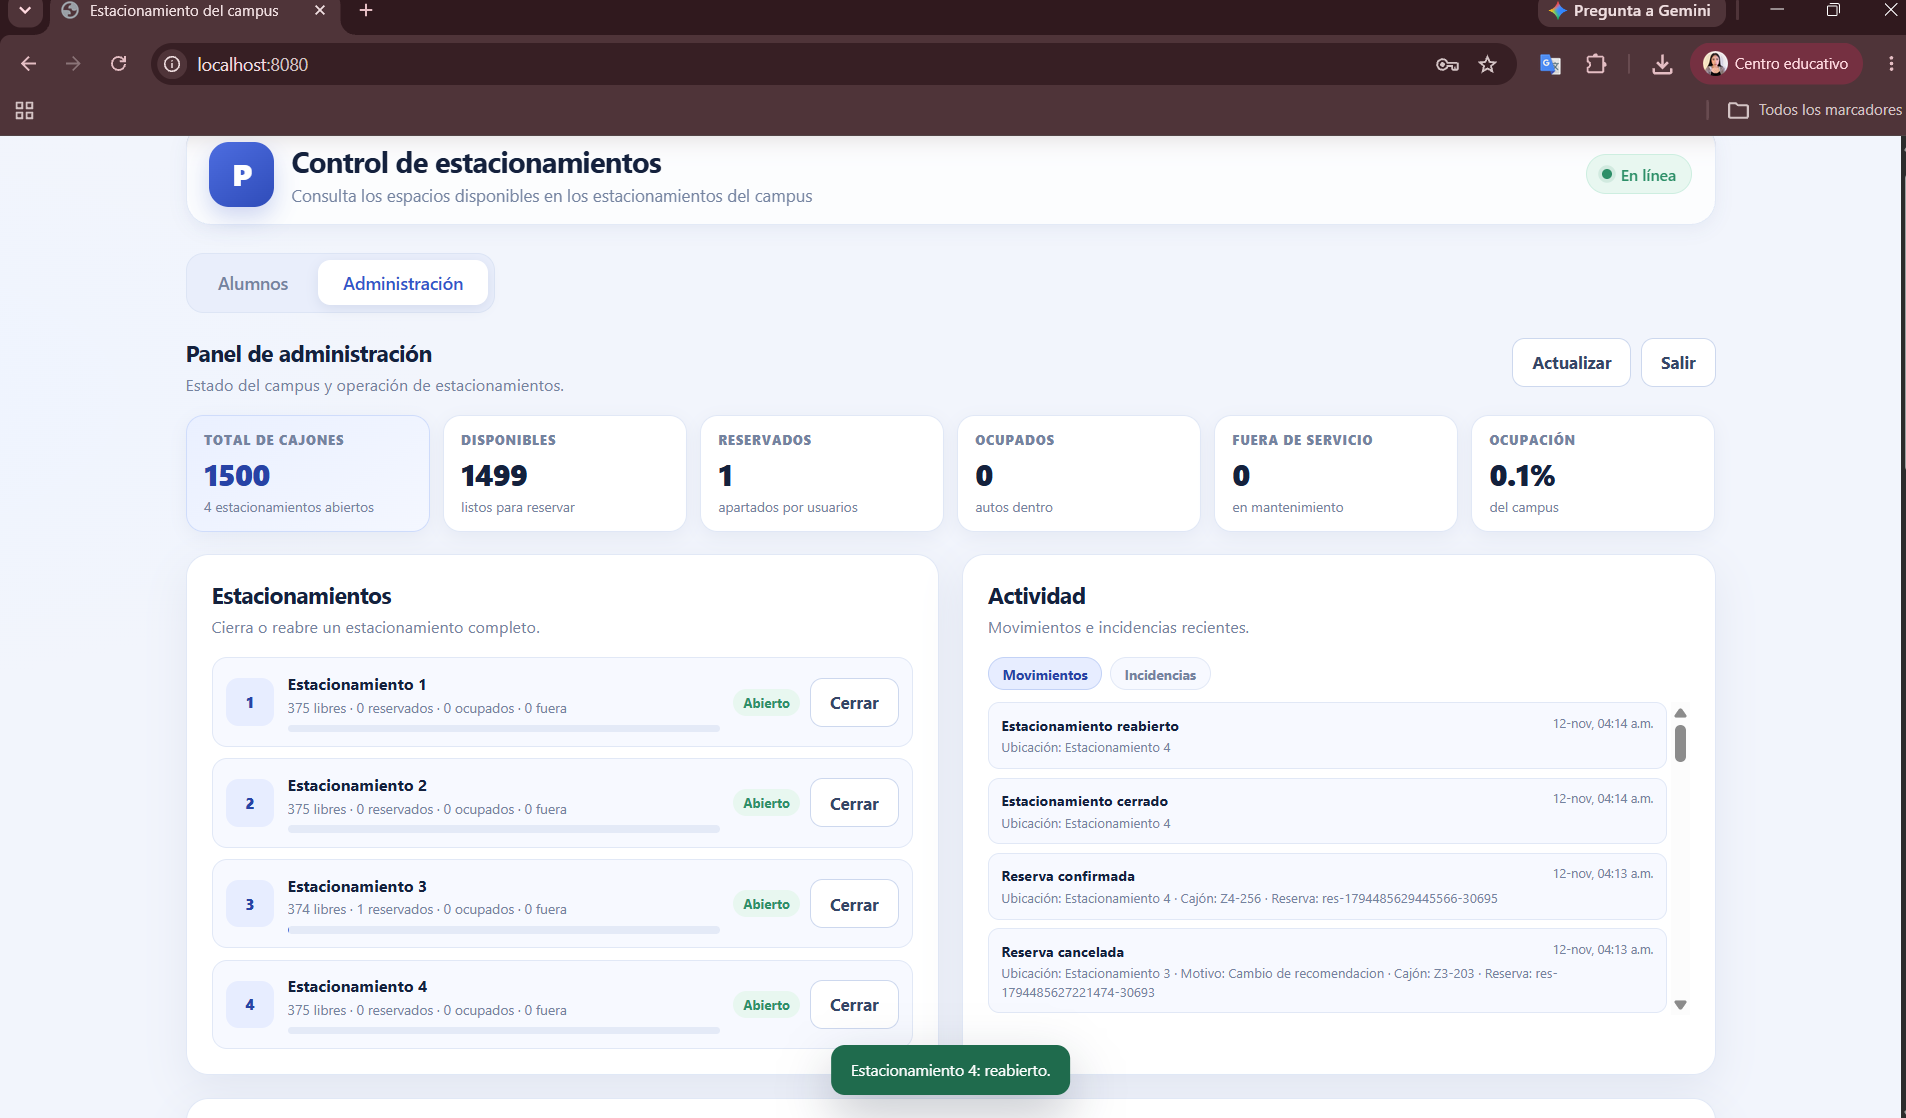 Estacionamiento del campus
Pregunta a Gemini
localhost:8080
Centro educativo
Todos los marcadores
P
Control de estacionamientos
Consulta los espacios disponibles en los estacionamientos del campus
En línea
Alumnos
Administración
Panel de administración
Estado del campus y operación de estacionamientos.
Actualizar
Salir
TOTAL DE CAJONES
1500
4 estacionamientos abiertos
DISPONIBLES
1499
listos para reservar
RESERVADOS
1
apartados por usuarios
OCUPADOS
0
autos dentro
FUERA DE SERVICIO
0
en mantenimiento
OCUPACIÓN
0.1%
del campus
Estacionamientos
Cierra o reabre un estacionamiento completo.
1
Estacionamiento 1
375 libres · 0 reservados · 0 ocupados · 0 fuera
Abierto
Cerrar
2
Estacionamiento 2
375 libres · 0 reservados · 0 ocupados · 0 fuera
Abierto
Cerrar
3
Estacionamiento 3
374 libres · 1 reservados · 0 ocupados · 0 fuera
Abierto
Cerrar
4
Estacionamiento 4
375 libres · 0 reservados · 0 ocupados · 0 fuera
Abierto
Cerrar
Actividad
Movimientos e incidencias recientes.
Movimientos
Incidencias
Estacionamiento reabierto
12-nov, 04:14 a.m.
Ubicación: Estacionamiento 4
Estacionamiento cerrado
12-nov, 04:14 a.m.
Ubicación: Estacionamiento 4
Reserva confirmada
12-nov, 04:13 a.m.
Ubicación: Estacionamiento 4 · Cajón: Z4-256 · Reserva: res-1794485629445566-30695
Reserva cancelada
12-nov, 04:13 a.m.
Ubicación: Estacionamiento 3 · Motivo: Cambio de recomendacion · Cajón: Z3-203 · Reserva: res-
1794485627221474-30693
Estacionamiento 4: reabierto.